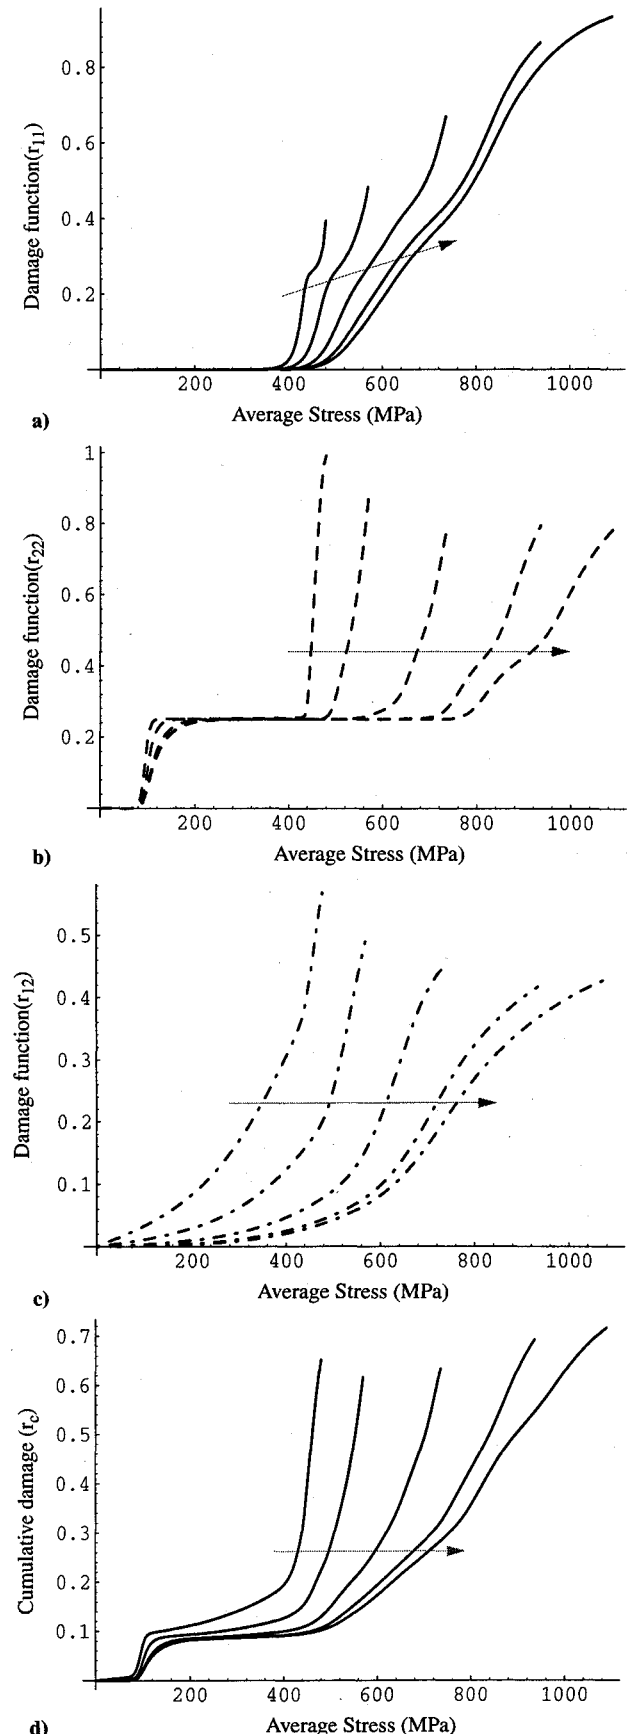 Damage function(r11)
0.8
0.6
0.4
0.2
200 400 600 800 1000
Average Stress (MPa)
a)
Damage function(r22)
1
0.8
0.6
0.4
0.2
200 400 600 800 1000
Average Stress (MPa)
b)
Damage function(r12)
0.5
0.4
0.3
0.2
0.1
200 400 600 800 1000
Average Stress (MPa)
c)
Cumulative damage (rc)
0.7
0.6
0.5
0.4
0.3
0.2
0.1
200 400 600 800 1000
Average Stress (MPa)
d)